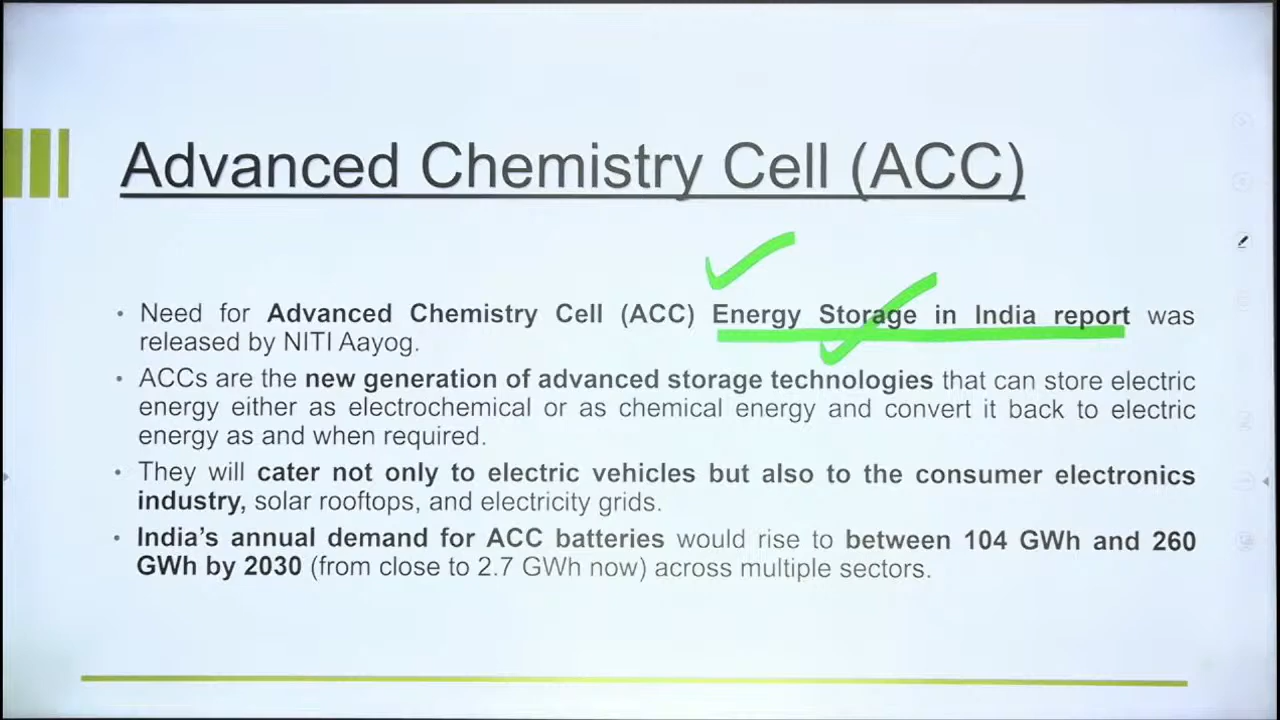 Advanced Chemistry Cell (ACC)
• Need for Advanced Chemistry Cell (ACC) Energy Storage in India report was
released by NITI Aayog.
• ACCs are the new generation of advanced storage technologies that can store electric
energy either as electrochemical or as chemical energy and convert it back to electric
energy as and when required.
• They will cater not only to electric vehicles but also to the consumer electronics
industry, solar rooftops, and electricity grids.
• India's annual demand for ACC batteries would rise to between 104 GWh and 260
GWh by 2030 (from close to 2.7 GWh now) across multiple sectors.